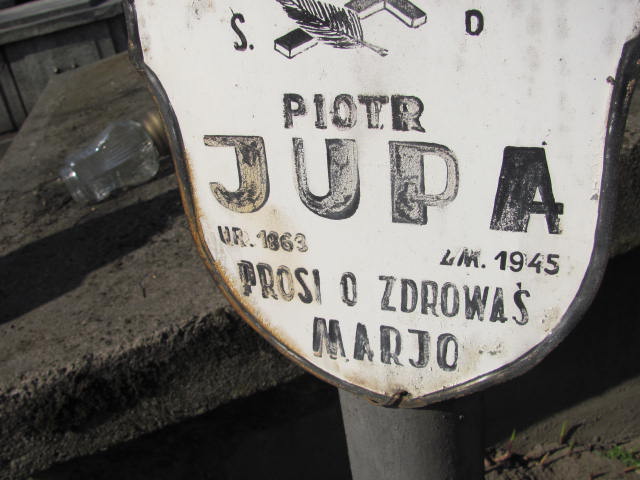 Ś. D
PIOTR
JUPA
UR. 1863 ZM. 1945
PROSI O ZDROWAŚ
MARJO